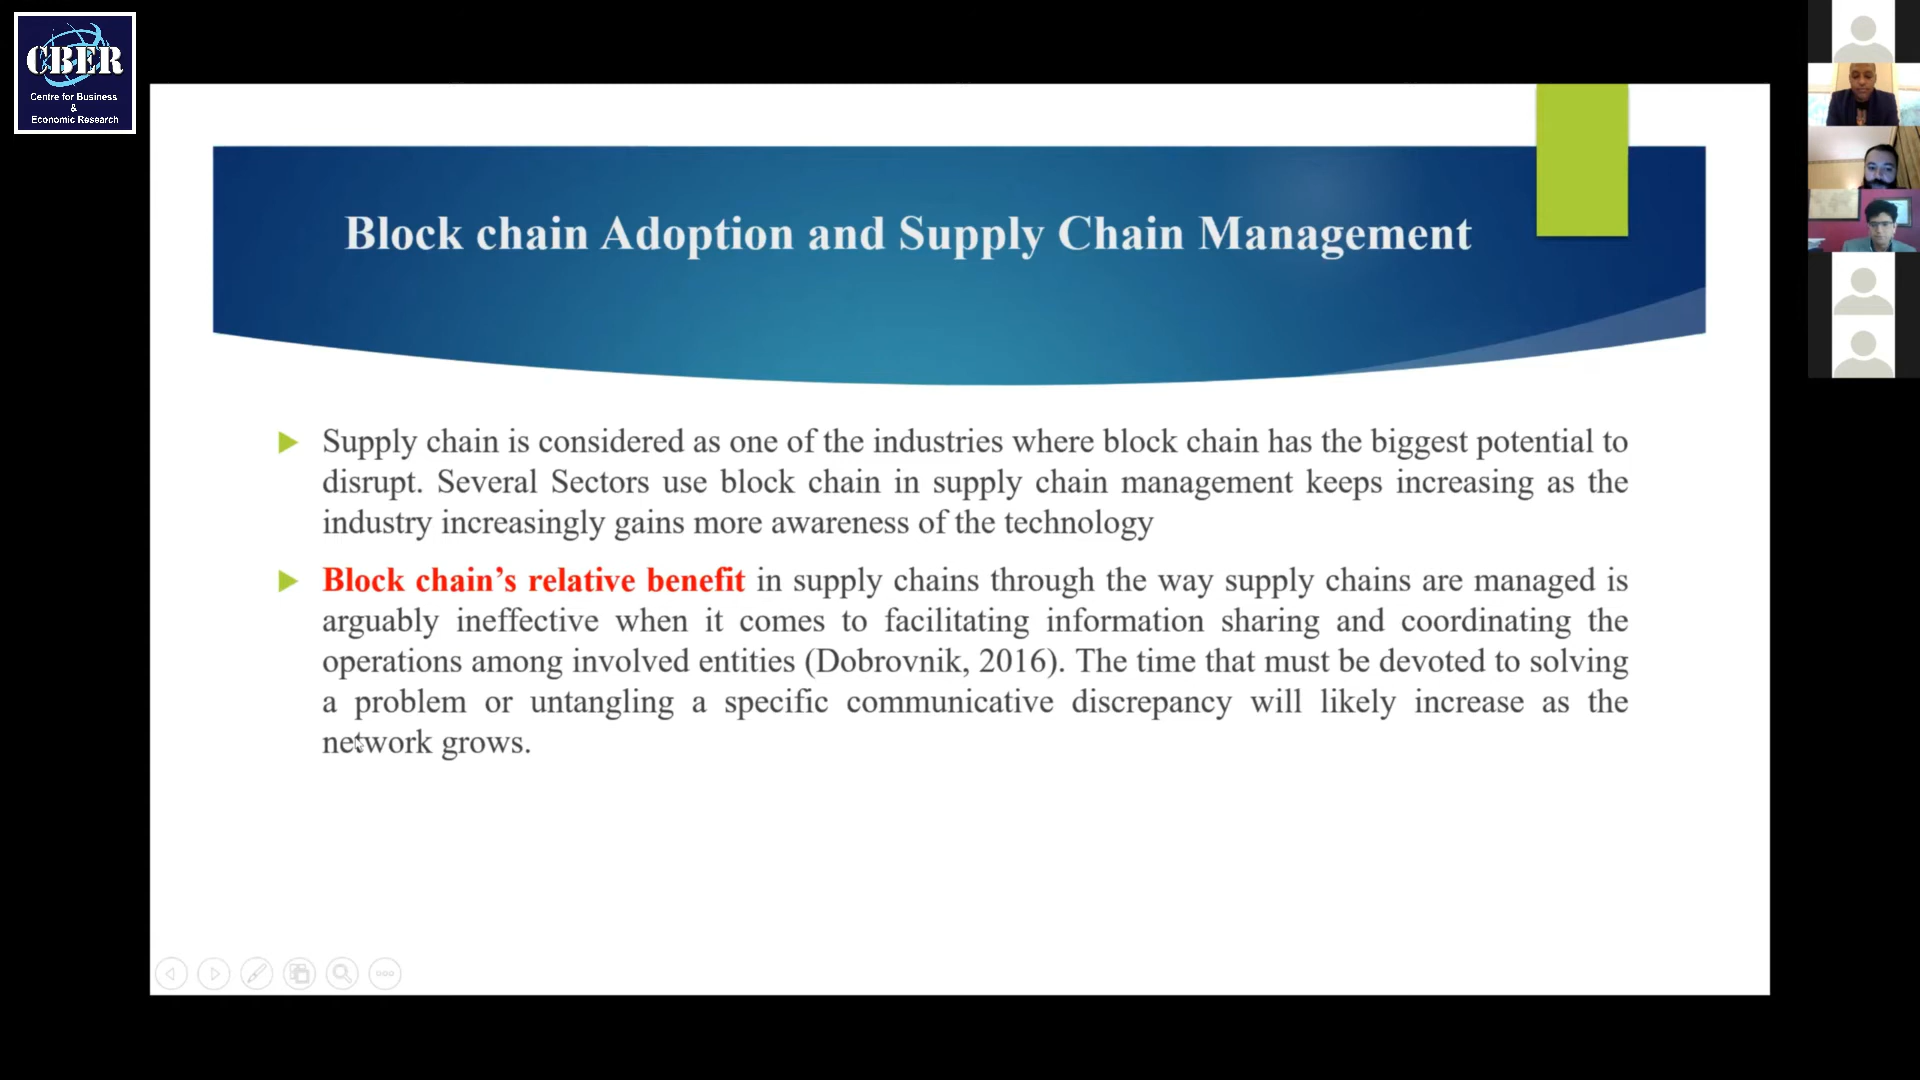 CBER
Centre for Business
&
Economic Research
Block chain Adoption and Supply Chain Management
Supply chain is considered as one of the industries where block chain has the biggest potential to
disrupt. Several Sectors use block chain in supply chain management keeps increasing as the
industry increasingly gains more awareness of the technology
Block chain’s relative benefit in supply chains through the way supply chains are managed is
arguably ineffective when it comes to facilitating information sharing and coordinating the
operations among involved entities (Dobrovnik, 2016). The time that must be devoted to solving
a problem or untangling a specific communicative discrepancy will likely increase as the
network grows.